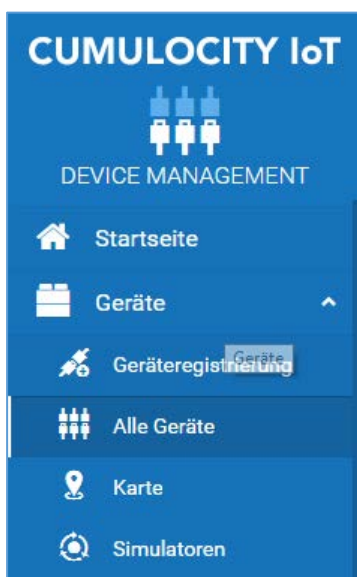 CUMULOCITY IoT
DEVICE MANAGEMENT
Startseite
Geräte
Geräteregistrierung
Geräte
Alle Geräte
Karte
Simulatoren